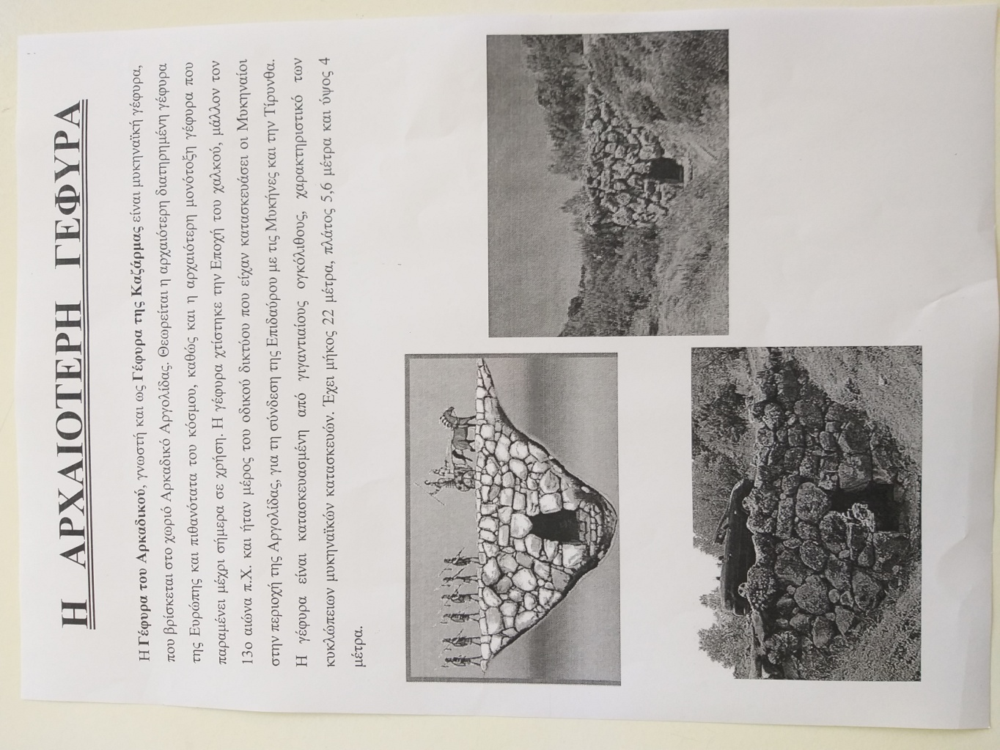 Η ΑΡΧΑΙΟΤΕΡΗ ΓΕΦΥΡΑ
Η Γέφυρα του Αρκαδικού, γνωστή και ως Γέφυρα της Καζάρμας είναι μυκηναϊκή γέφυρα,
που βρίσκεται στο χωριό Αρκαδικό Αργολίδας. Θεωρείται η αρχαιότερη διατηρημένη γέφυρα
της Ευρώπης και πιθανότατα του κόσμου, καθώς και η αρχαιότερη μονότοξη γέφυρα που
παραμένει μέχρι σήμερα σε χρήση. Η γέφυρα χτίστηκε την Εποχή του χαλκού, μάλλον τον
13ο αιώνα π.Χ. και ήταν μέρος του οδικού δικτύου που είχαν κατασκευάσει οι Μυκηναίοι
στην περιοχή της Αργολίδας, για τη σύνδεση της Επιδαύρου με τις Μυκήνες και την Τίρυνθα.
Η γέφυρα είναι κατασκευασμένη από γιγαντιαίους ογκόλιθους, χαρακτηριστικό των
κυκλώπειων μυκηναϊκών κατασκευών. Έχει μήκος 22 μέτρα, πλάτος 5,6 μέτρα και ύψος 4
μέτρα.